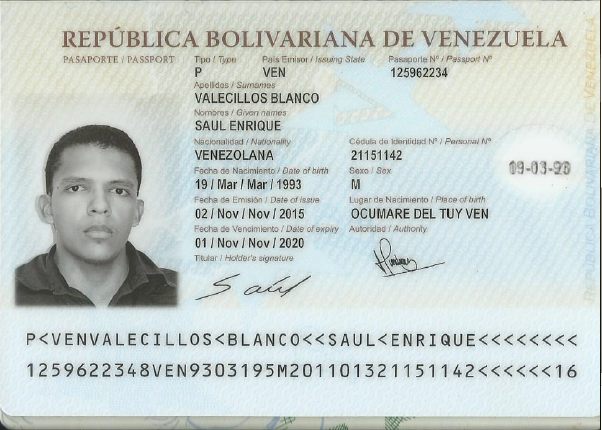 REPÚBLICA BOLIVARIANA DE VENEZUELA
PASAPORTE / PASSPORT
Tipo / Type País Emisor / Issuing State Pasaporte Nº / Passport Nº
P VEN 125962234
Apellidos / Surnames
VALECILLOS BLANCO
Nombres / Given names
SAUL ENRIQUE
Nacionalidad / Nationality Cédula de Identidad Nº / Personal Nº
VENEZOLANA 21151142
Fecha de Nacimiento / Date of birth Sexo / Sex
19 / Mar / Mar / 1993 M
Fecha de Emisión / Date of issue Lugar de Nacimiento / Place of birth
02 / Nov / Nov / 2015 OCUMARE DEL TUY VEN
Fecha de Vencimiento / Date of expiry Autoridad / Authority
01 / Nov / Nov / 2020
Titular / Holder's signature
Saúl
P<VENVALECILLOS<BLANCO<<SAUL<ENRIQUE<<<<<<<<
1259622348VEN9303195M201101321151142<<<<<<16